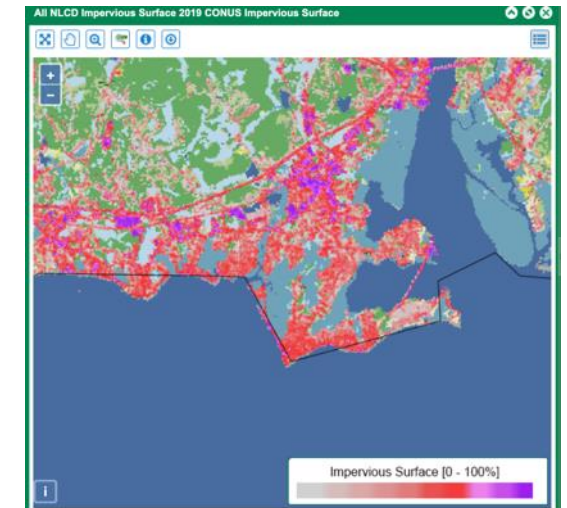 All NLCD Impervious Surface 2019 CONUS Impervious Surface
+
−
Impervious Surface [0 - 100%]
i